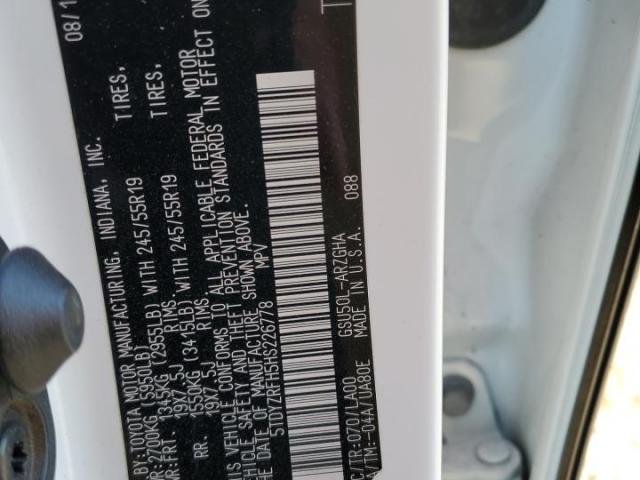 08/1
BY:TOYOTA MOTOR MANUFACTURING, INDIANA, INC.
R:2700KG (5950LB)
WR:FRT. 1345KG (2955LB) WITH 245/55R19 TIRES,
19X7.5J RIMS.
RR. 1550KG (3415LB) WITH 245/55R19 TIRES,
19X7.5J RIMS.
IS VEHICLE CONFORMS TO ALL APPLICABLE FEDERAL MOTOR
VEHICLE SAFETY AND THEFT PREVENTION STANDARDS IN EFFECT ON
DATE OF MANUFACTURE SHOWN ABOVE.
5TDYZRFH5HS226778 MPV
T
C/TR:070/LA00 GSU50L-ARZGHA
A/TM:-04A/UA80E MADE IN U.S.A. 088